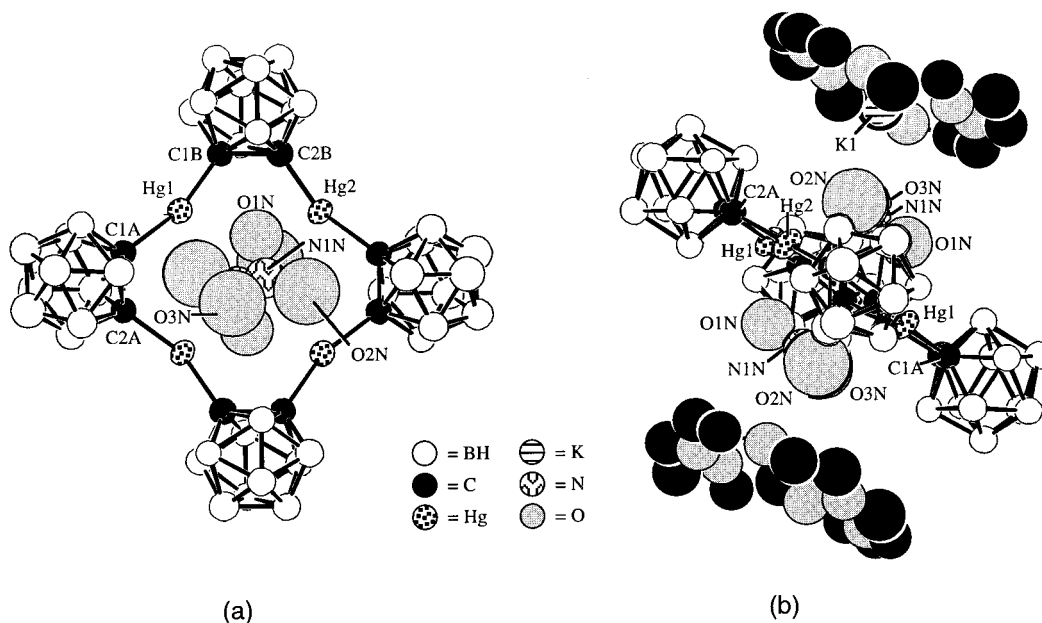 C1B
C2B
Hg1
Hg2
O1N
C1A
N1N
C2A
O3N
O2N
= BH
= K
= C
= N
= Hg
= O
(a)
K1
O2N
O3N
C2A
N1N
Hg2
O1N
Hg1
Hg1
O1N
N1N
C1A
O2N
O3N
(b)